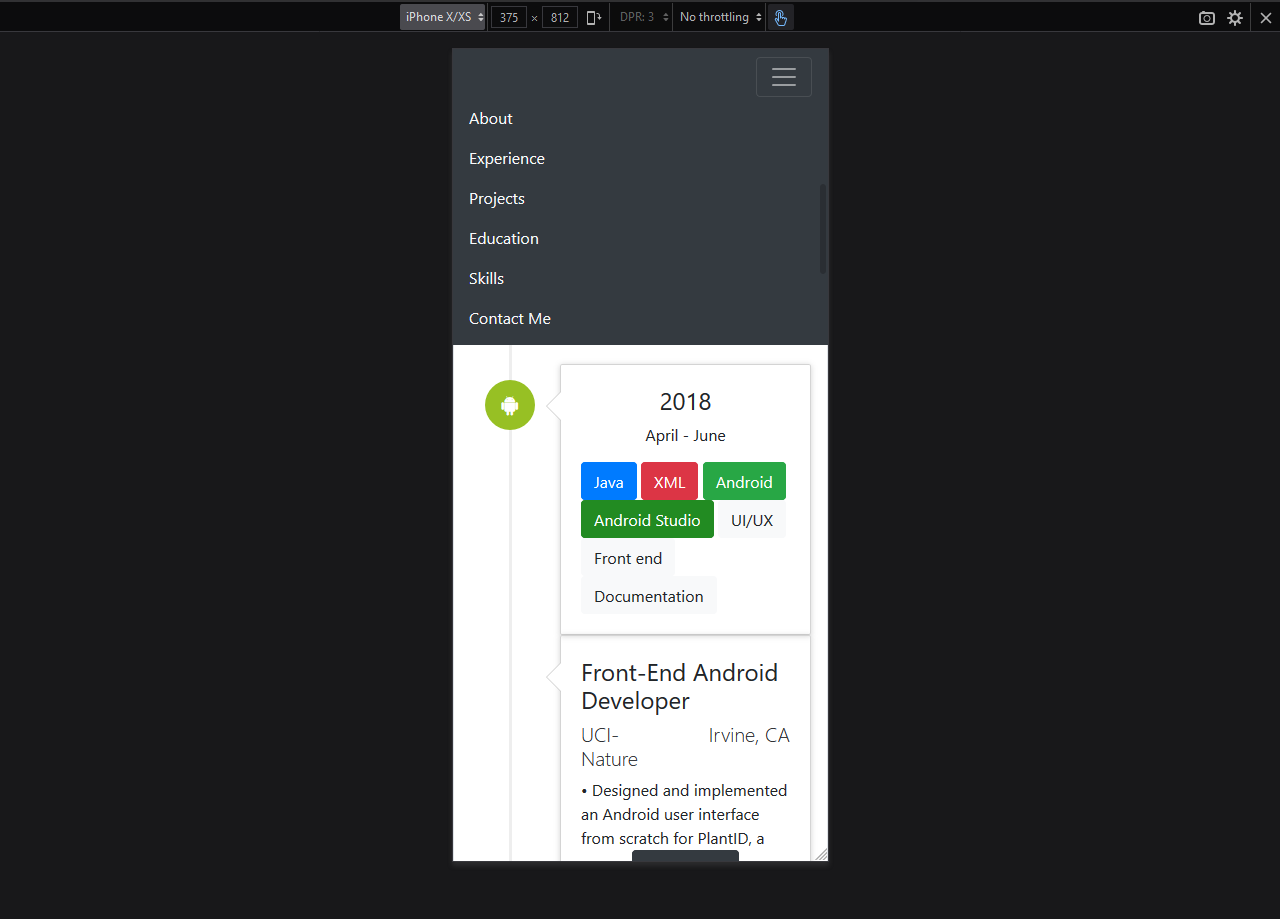 iPhone X/XS 375 × 812 DPR: 3 No throttling
About
Experience
Projects
Education
Skills
Contact Me
2018
April - June
Java XML Android
Android Studio UI/UX
Front end
Documentation
Front-End Android
Developer
UCI- Irvine, CA
Nature
• Designed and implemented
an Android user interface
from scratch for PlantID, a